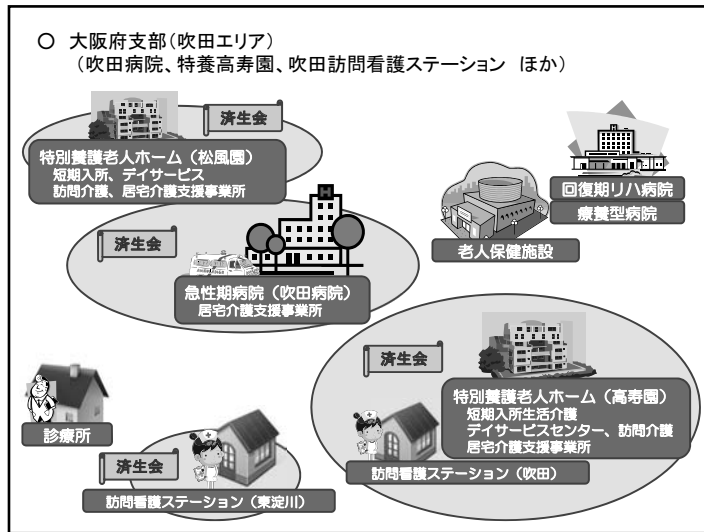 ○ 大阪府支部(吹田エリア)
(吹田病院、特養高寿園、吹田訪問看護ステーション ほか)
済生会
特別養護老人ホーム（松風園）
短期入所、デイサービス
訪問介護、居宅介護支援事業所
回復期リハ病院
療養型病院
老人保健施設
済生会
H
急性期病院（吹田病院）
居宅介護支援事業所
済生会
特別養護老人ホーム（高寿園）
短期入所生活介護
デイサービスセンター、訪問介護
居宅介護支援事業所
訪問看護ステーション（吹田）
診療所
済生会
訪問看護ステーション（東淀川）